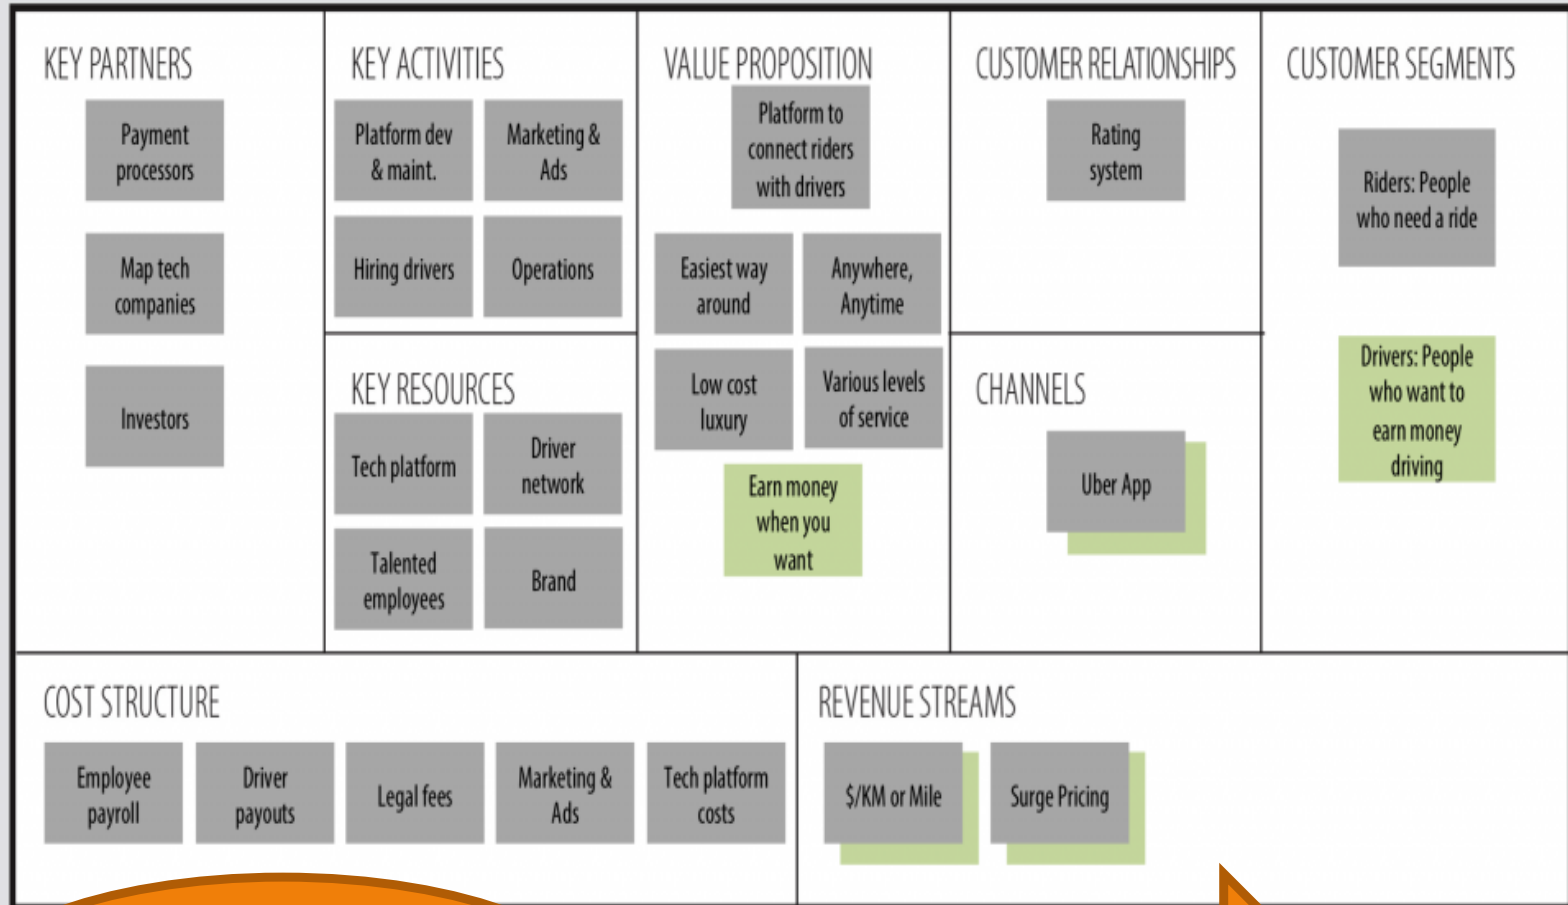 KEY PARTNERS
Payment
processors
Map tech
companies
Investors
KEY ACTIVITIES
Platform dev
& maint.
Marketing &
Ads
Hiring drivers
Operations
KEY RESOURCES
Tech platform
Driver
network
Talented
employees
Brand
VALUE PROPOSITION
Platform to
connect riders
with drivers
Easiest way
around
Anywhere,
Anytime
Low cost
luxury
Various levels
of service
Earn money
when you
want
CUSTOMER RELATIONSHIPS
Rating
system
CHANNELS
Uber App
CUSTOMER SEGMENTS
Riders: People
who need a ride
Drivers: People
who want to
earn money
driving
COST STRUCTURE
Employee
payroll
Driver
payouts
Legal fees
Marketing &
Ads
Tech platform
costs
REVENUE STREAMS
$/KM or Mile
Surge Pricing